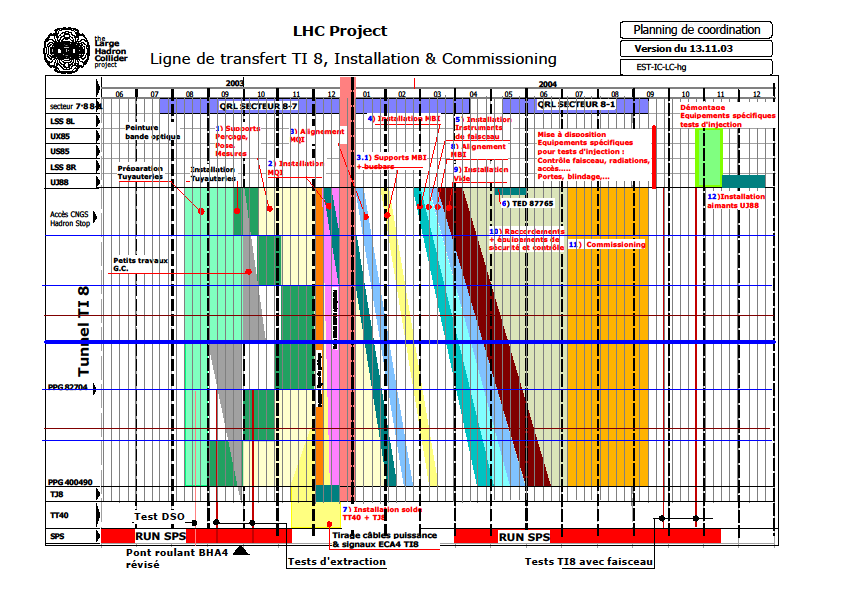 the
Large
Hadron
Collider
project
LHC Project
Ligne de transfert TI 8, Installation & Commissioning
Planning de coordination
Version du 13.11.03
EST-IC-LC-hg
2003
2004
06 07 08 09 10 11 12 01 02 03 04 05 06 07 08 09 10 11 12
secteur 7-8 8-1
QRL SECTEUR 8-7
QRL SECTEUR 8-1
LSS 8L
UX85
US85
LSS 8R
UJ88
Accès CNGS
Hadron Stop
Tunnel TI 8
PPG 82704
PPG 400490
TJ8
TT40
SPS
Peinture
bande optique
Préparation
Tuyauteries
Installation
Tuyauteries
1) Supports
Perçage,
Pose,
Mesures
2) Installation
MQI
3) Alignement
MQI
3.1) Supports MBI
+ busbars
4) Installation MBI
5) Installation
Instruments
de faisceau
8) Alignement
MBI
9) Installation
Vide
6) TED 87765
10) Raccordements
+ équipements de
sécurité et contrôle
11) Commissioning
Mise à disposition
Equipements spécifiques
pour tests d'injection :
Contrôle faisceau, radiations,
accès.....
Portes, blindage,...
Démontage
Equipements spécifiques
tests d'injection
12)Installation
aimants UJ88
Petits travaux
G.C.
7) Installation solde
TT40 + TJ8
Test DSO
RUN SPS
RUN SPS
Tirage câbles puissance
& signaux ECA4 TI8
Pont roulant BHA4
révisé
Tests d'extraction
Tests TI8 avec faisceau